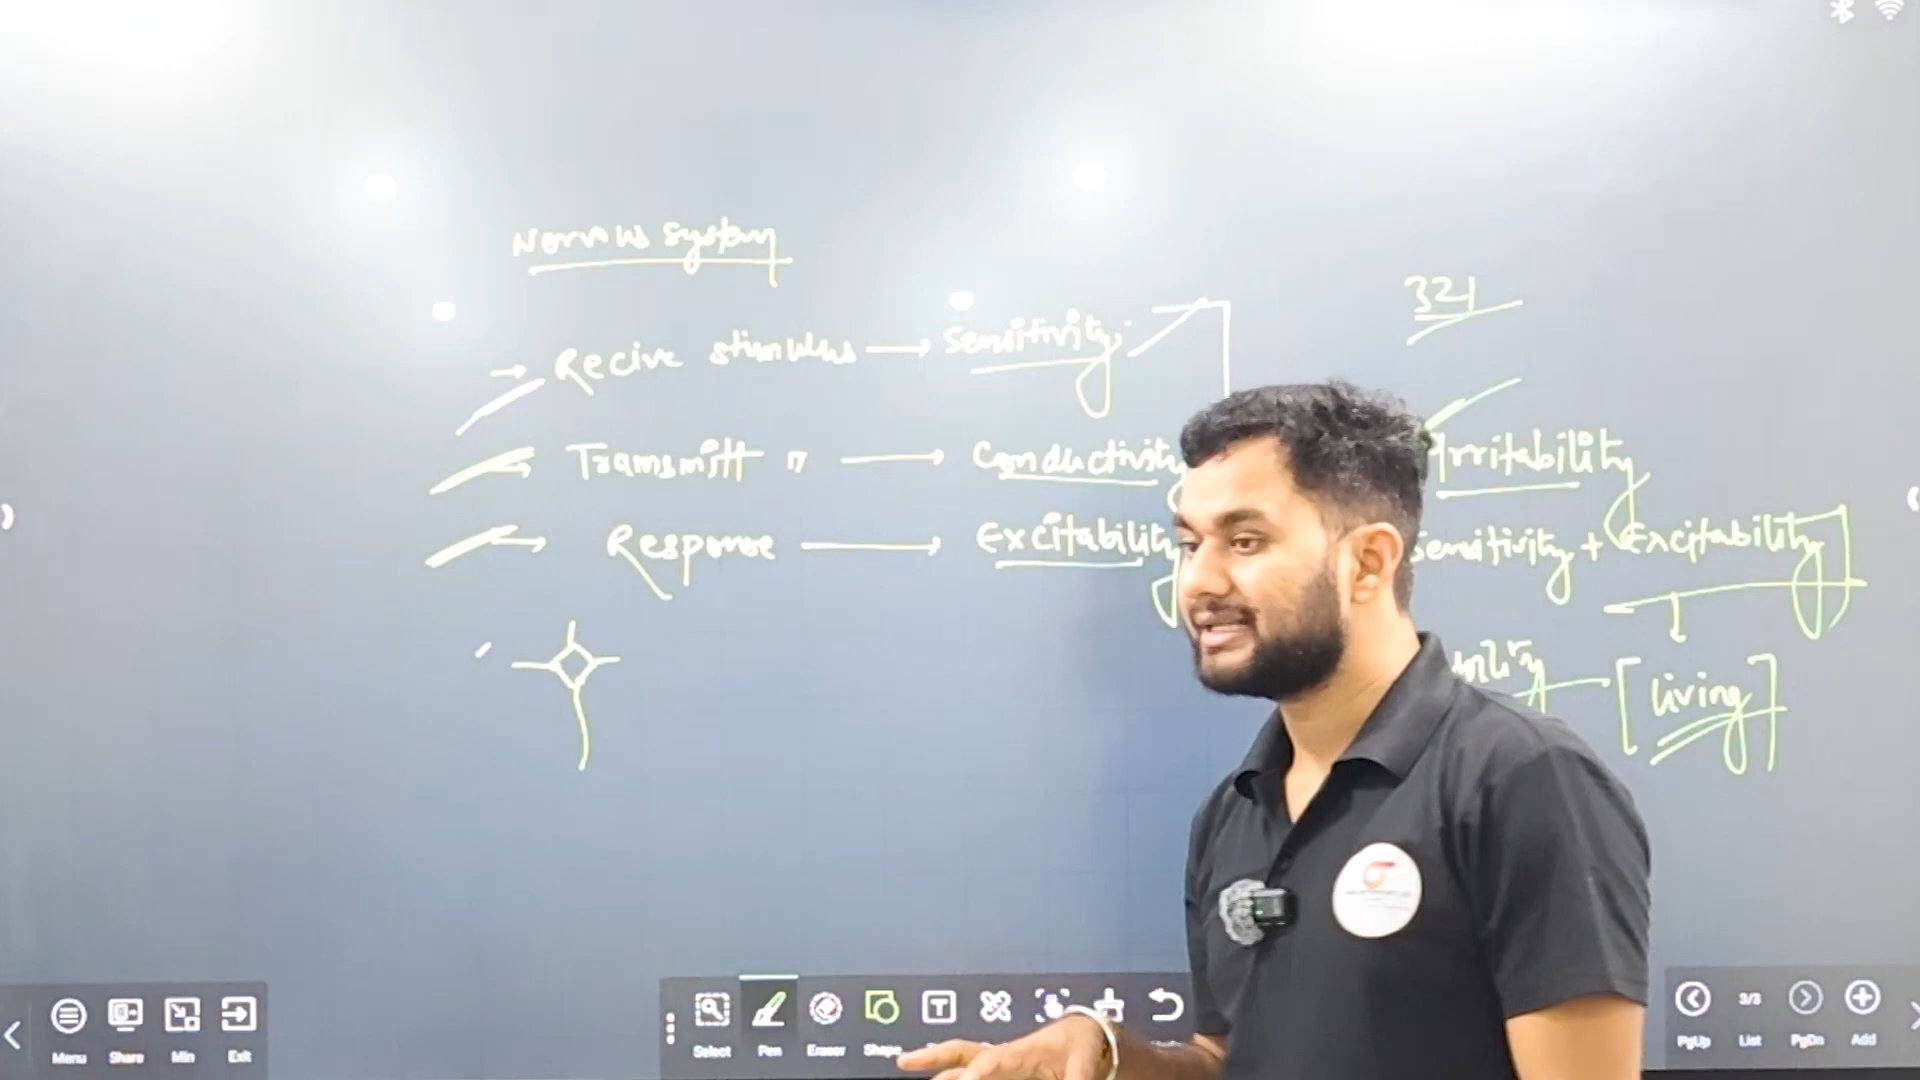 Nervous system
321
→ Recive stimulus → Sensitivity
Transmitt " → Conductivity
Irritability
Response → Excitability
Sensitivity + Excitability
[living]
Menu Share Min Exit
Select Pen Eraser Shape
PgUp 3/3 List PgDn Add